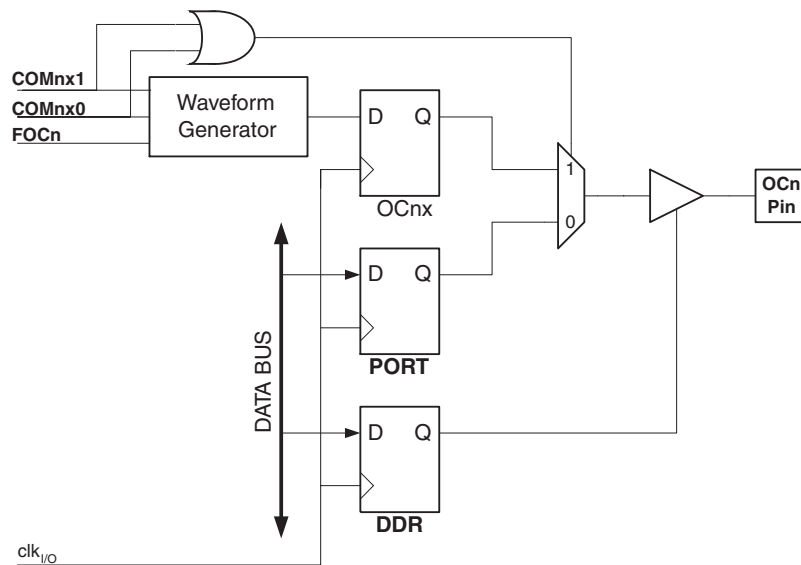 COMnx1
COMnx0
FOCn
Waveform
Generator
D Q
OCnx
1
0
OCn
Pin
DATA BUS
D Q
PORT
D Q
DDR
clkI/O